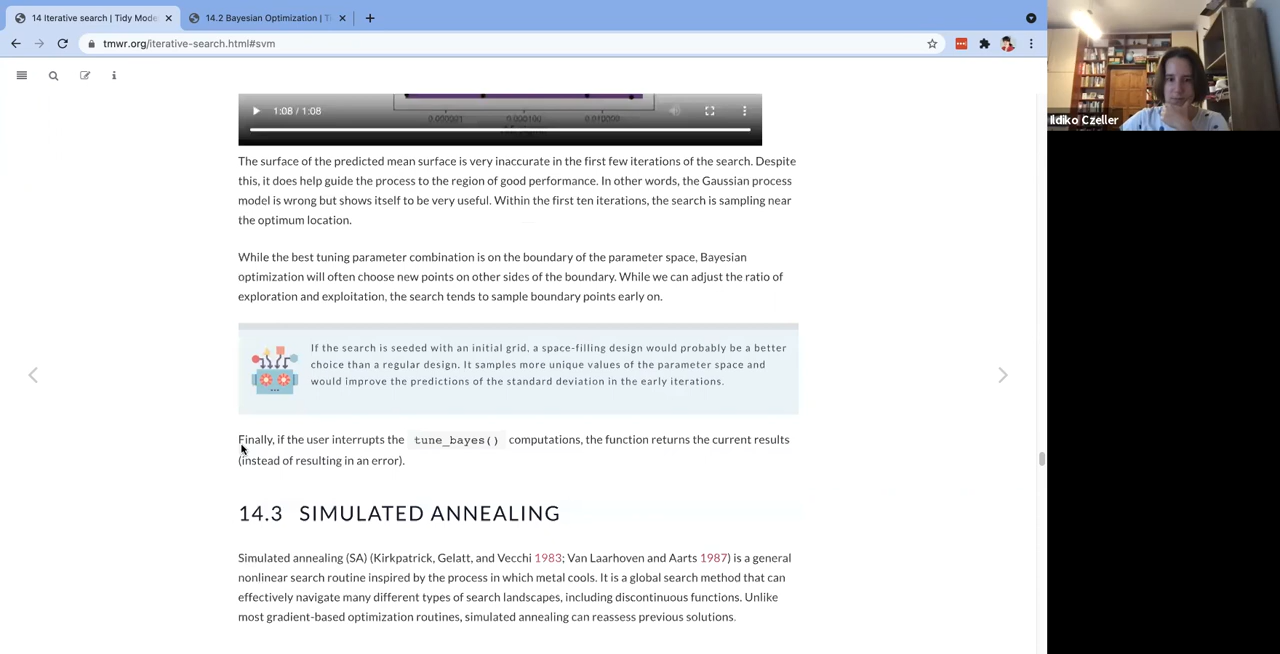 14 Iterative search | Tidy Mode
14.2 Bayesian Optimization | Ti
tmwr.org/iterative-search.html#svm
Ildiko Czeller
1:08 / 1:08
0.000001 0.000100 0.010000
The surface of the predicted mean surface is very inaccurate in the first few iterations of the search. Despite
this, it does help guide the process to the region of good performance. In other words, the Gaussian process
model is wrong but shows itself to be very useful. Within the first ten iterations, the search is sampling near
the optimum location.
While the best tuning parameter combination is on the boundary of the parameter space, Bayesian
optimization will often choose new points on other sides of the boundary. While we can adjust the ratio of
exploration and exploitation, the search tends to sample boundary points early on.
If the search is seeded with an initial grid, a space-filling design would probably be a better
choice than a regular design. It samples more unique values of the parameter space and
would improve the predictions of the standard deviation in the early iterations.
Finally, if the user interrupts the tune_bayes() computations, the function returns the current results
(instead of resulting in an error).
14.3 SIMULATED ANNEALING
Simulated annealing (SA) (Kirkpatrick, Gelatt, and Vecchi 1983; Van Laarhoven and Aarts 1987) is a general
nonlinear search routine inspired by the process in which metal cools. It is a global search method that can
effectively navigate many different types of search landscapes, including discontinuous functions. Unlike
most gradient-based optimization routines, simulated annealing can reassess previous solutions.